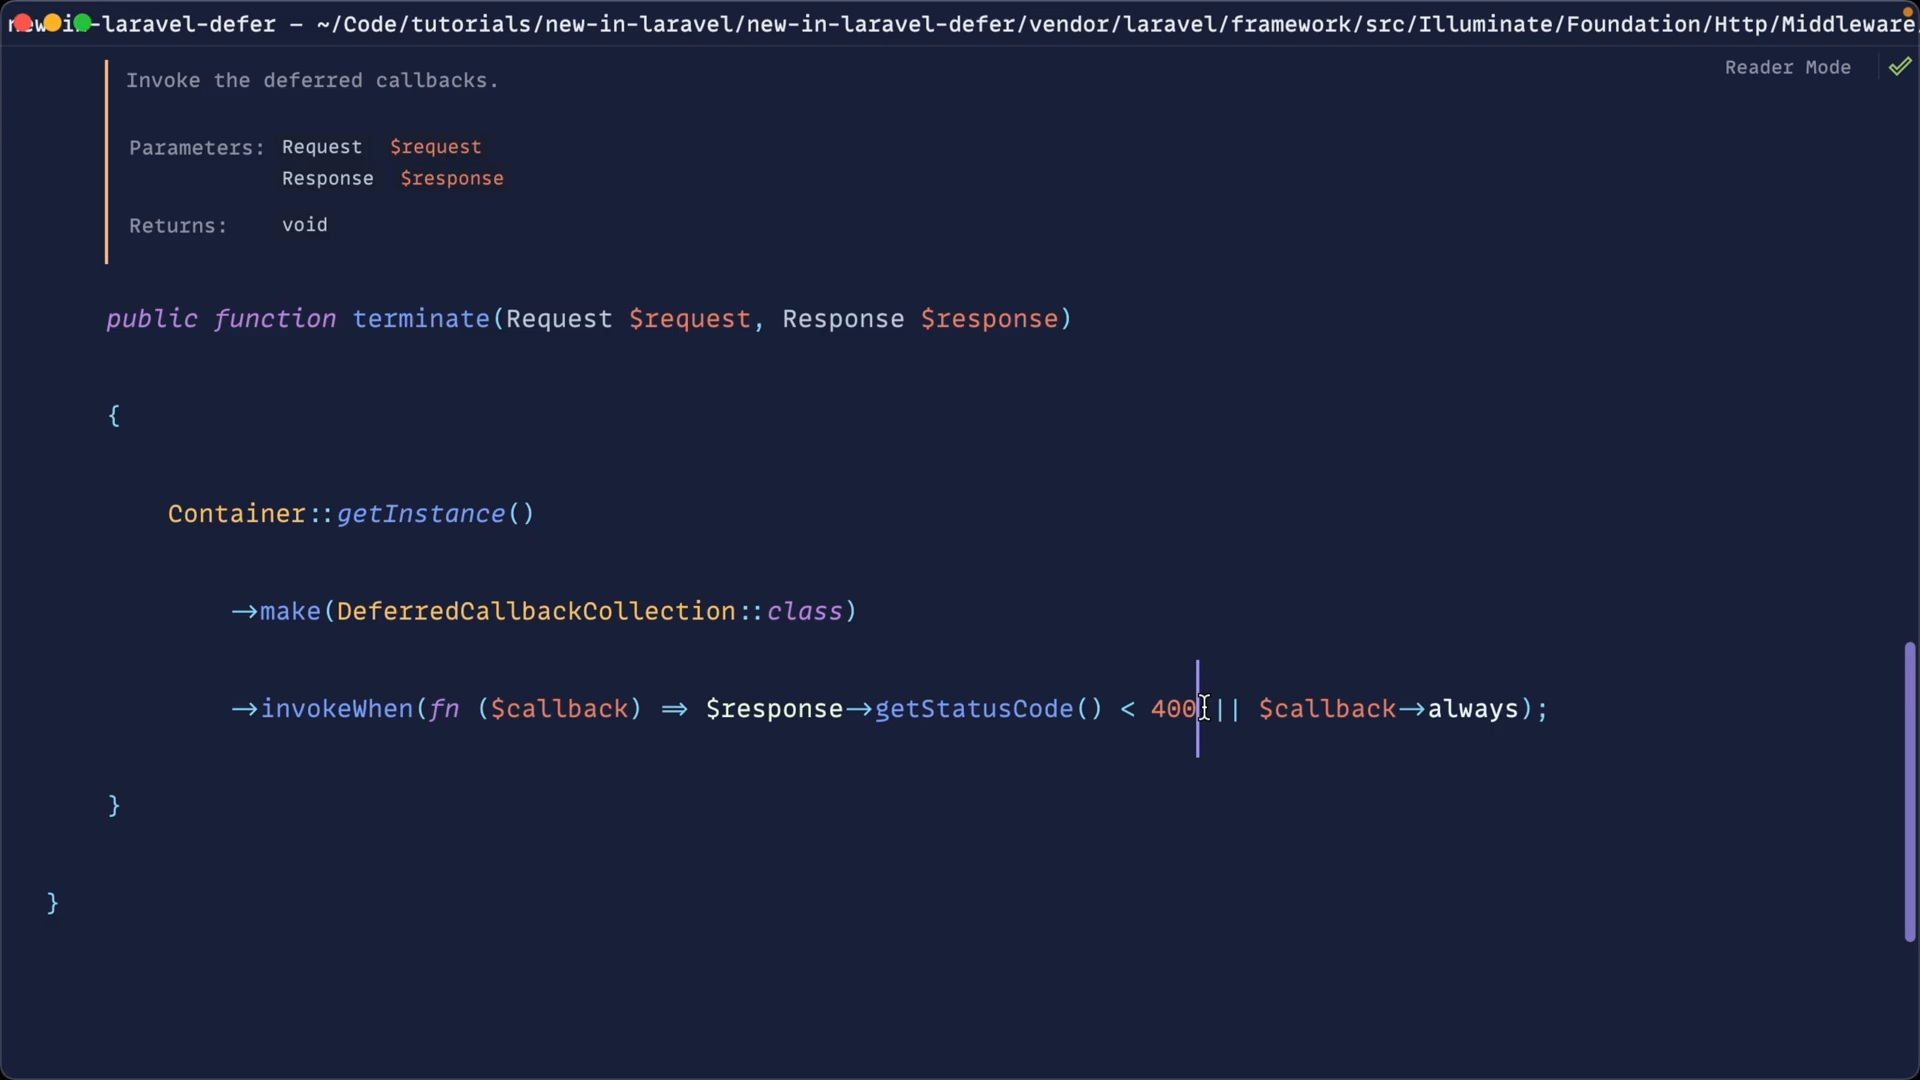 new-in-laravel-defer – ~/Code/tutorials/new-in-laravel/new-in-laravel-defer/vendor/laravel/framework/src/Illuminate/Foundation/Http/Middleware
Reader Mode
Invoke the deferred callbacks.
Parameters: Request $request
Response $response
Returns: void
public function terminate(Request $request, Response $response)
{
Container::getInstance()
->make(DeferredCallbackCollection::class)
->invokeWhen(fn ($callback) => $response->getStatusCode() < 400 || $callback->always);
}
}